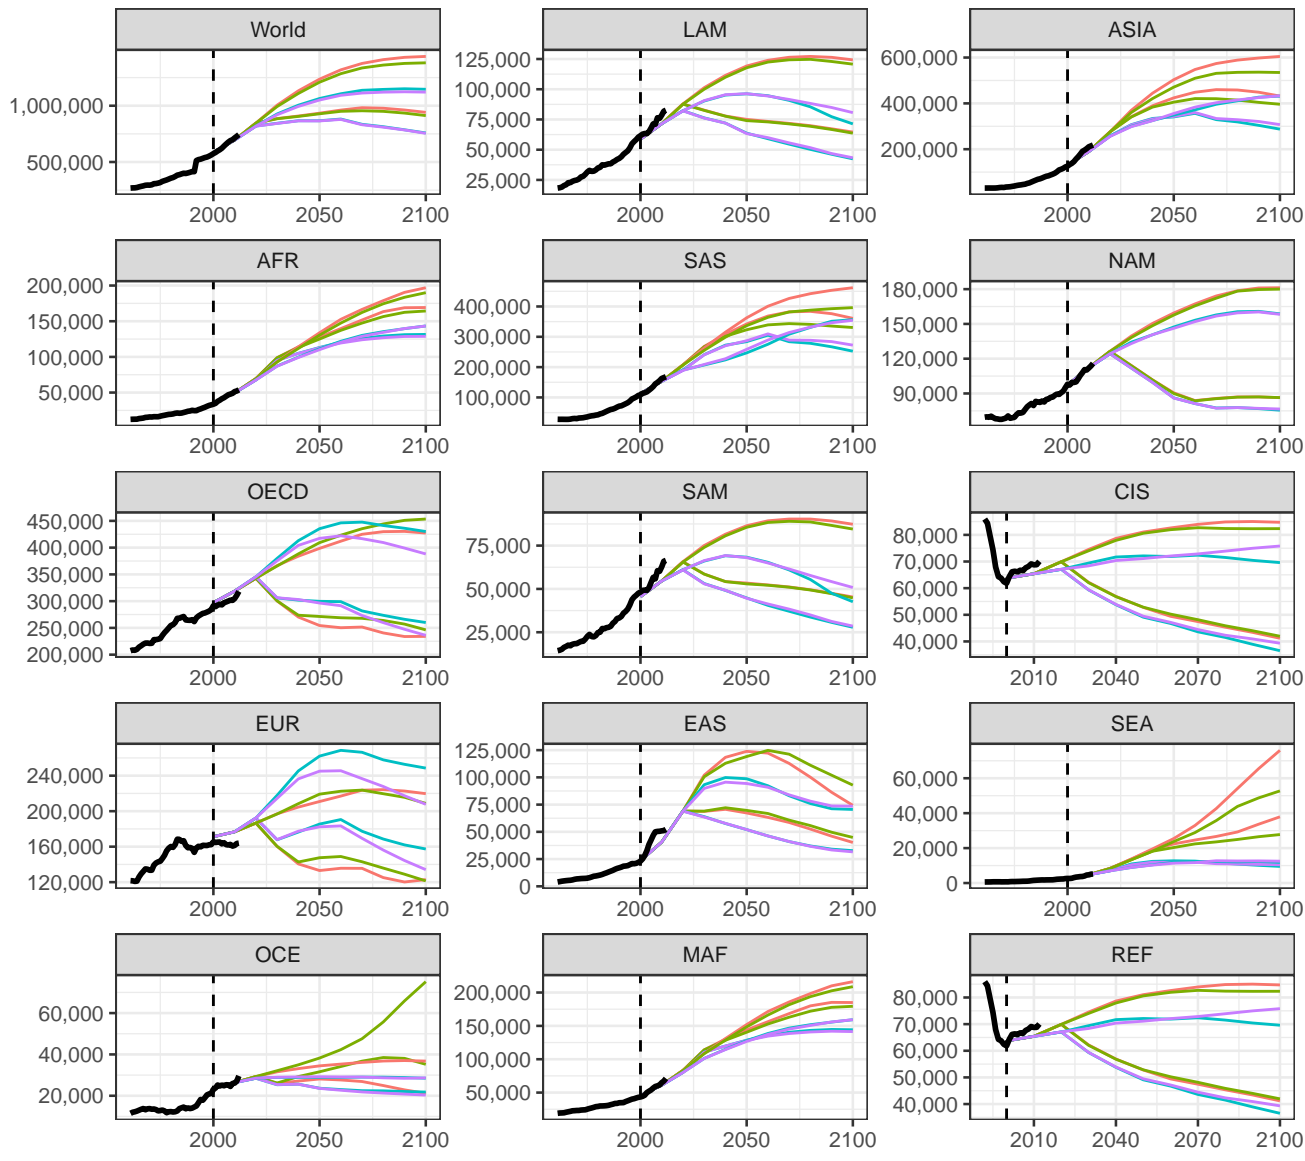 World
LAM
ASIA
1,000,000
500,000
2000 2050 2100
125,000
100,000
75,000
50,000
25,000
2000 2050 2100
600,000
400,000
200,000
2000 2050 2100
AFR
SAS
NAM
200,000
150,000
100,000
50,000
2000 2050 2100
400,000
300,000
200,000
100,000
2000 2050 2100
180,000
150,000
120,000
90,000
2000 2050 2100
OECD
SAM
CIS
450,000
400,000
350,000
300,000
250,000
200,000
2000 2050 2100
75,000
50,000
25,000
2000 2050 2100
80,000
70,000
60,000
50,000
40,000
2010 2040 2070 2100
EUR
EAS
SEA
240,000
200,000
160,000
120,000
2000 2050 2100
125,000
100,000
75,000
50,000
25,000
0
2000 2050 2100
60,000
40,000
20,000
0
2000 2050 2100
OCE
MAF
REF
60,000
40,000
20,000
2000 2050 2100
200,000
150,000
100,000
50,000
2000 2050 2100
80,000
70,000
60,000
50,000
40,000
2010 2040 2070 2100